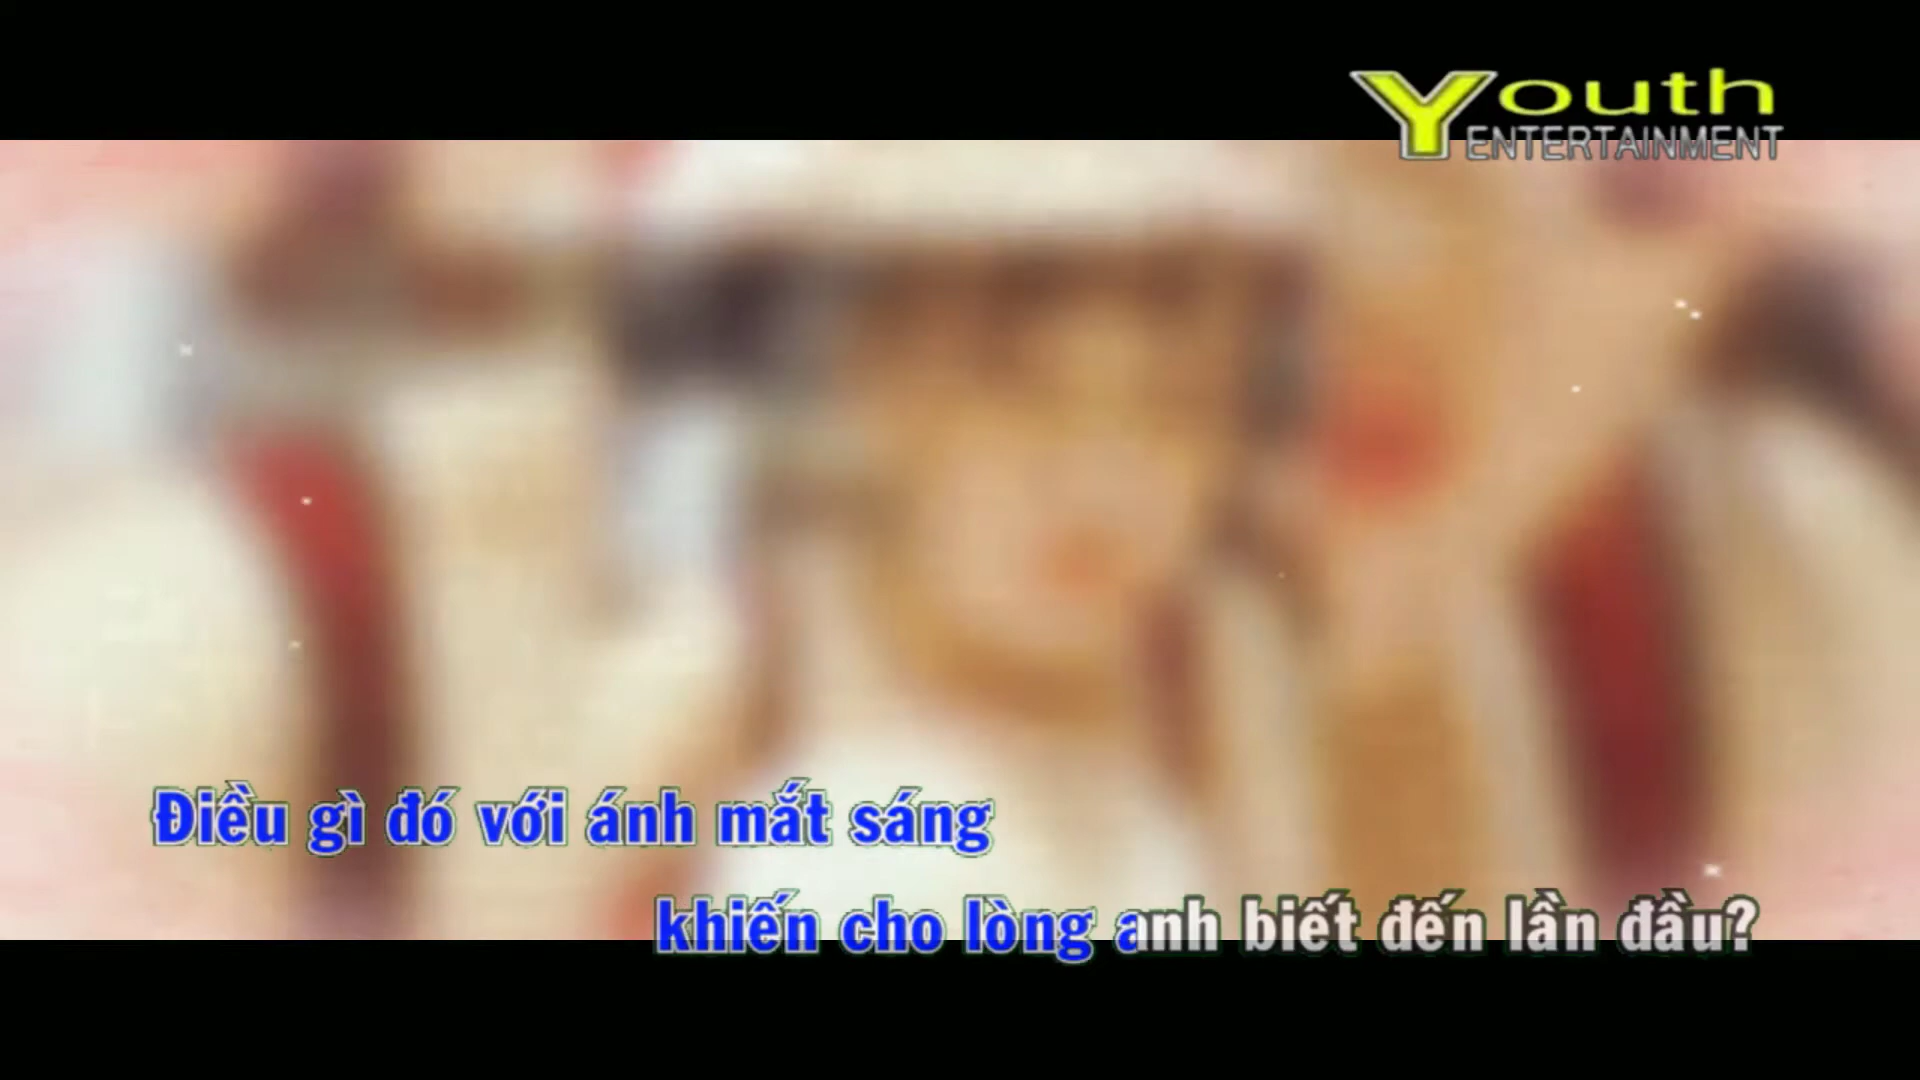 Youth
ENTERTAINMENT
Điều gì đó với ánh mắt sáng
khiến cho lòng anh biết đến lần đầu?